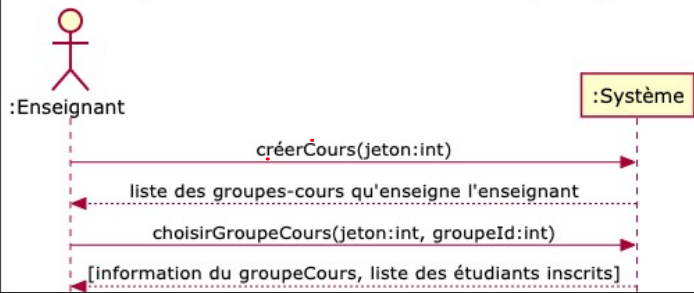 :Enseignant
:Système
créerCours(jeton:int)
liste des groupes-cours qu'enseigne l'enseignant
choisirGroupeCours(jeton:int, groupeId:int)
[information du groupeCours, liste des étudiants inscrits]